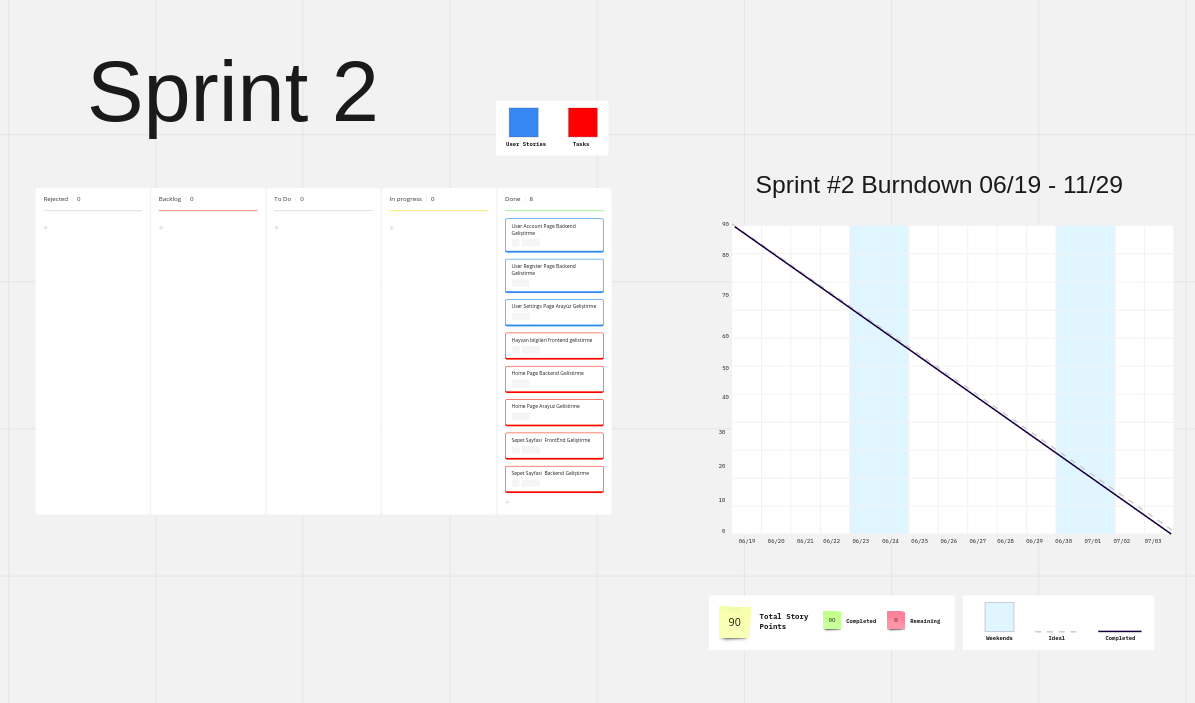 Sprint 2
User Stories
Tasks
Rejected 0
Backlog 0
To Do 0
In progress 0
Done 8
User Account Page Backend
Geliştirme
User Register Page Backend
Geliştirme
User Settings Page Arayüz Geliştirme
Hayvan bilgileri frontend geliştirme
Home Page Backend Geliştirme
Home Page Arayuz Geliştirme
Sepet Sayfası FrontEnd Geliştirme
Sepet Sayfası Backend Geliştirme
Sprint #2 Burndown 06/19 - 11/29
90
80
70
60
50
40
30
20
10
0
06/19 06/20 06/21 06/22 06/23 06/24 06/25 06/26 06/27 06/28 06/29 06/30 07/01 07/02 07/03
90
Total Story
Points
90
Completed
0
Remaining
Weekends
Ideal
Completed